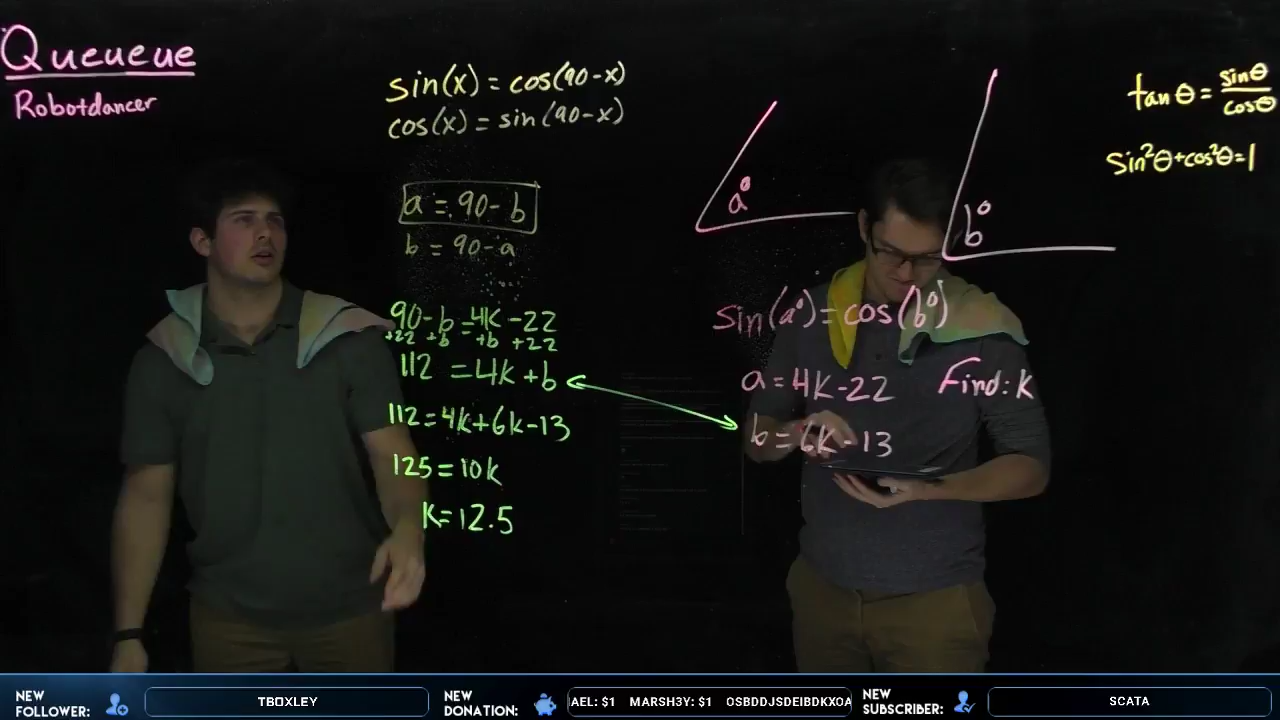 Queueue
Robotdancer
sin(x) = cos(90-x)
cos(x) = sin(90-x)
a = 90 - b
b = 90 - a
90 - b = 4k - 22
+22 +b +b +22
112 = 4k + b
112 = 4k + 6k - 13
125 = 10k
k = 12.5
a°
b°
sin(a°) = cos(b°)
a = 4k - 22 Find: k
b = 6k - 13
tan θ = sin θ / cos θ
sin²θ + cos²θ = 1
NEW FOLLOWER: TBOXLEY
NEW DONATION: AEL: $1 MARSH3Y: $1 OSBDDJSDEIBDKXOA
NEW SUBSCRIBER: SCATA